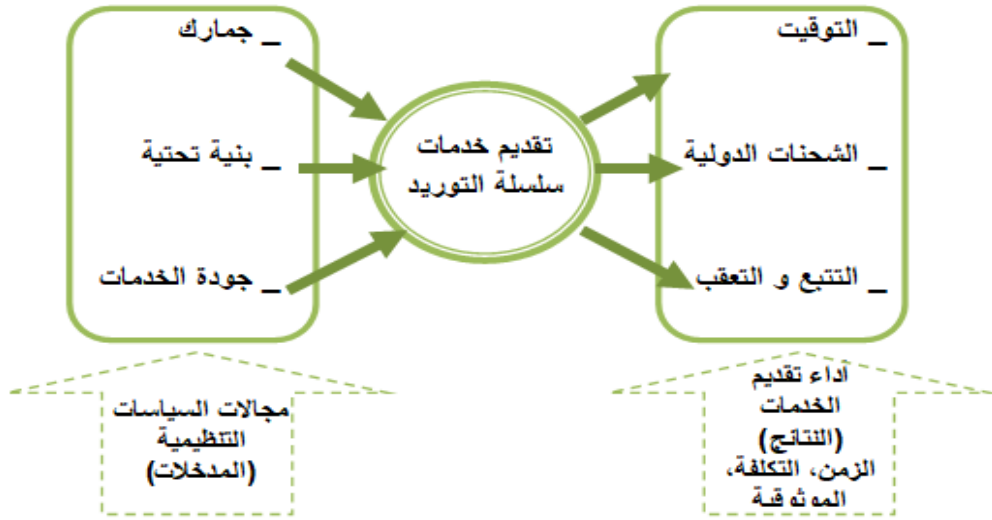 _ جمارك
_ بنية تحتية
_ جودة الخدمات
تقديم خدمات
سلسلة التوريد
_ التوقيت
_ الشحنات الدولية
_ التتبع و التعقب
مجالات السياسات
التنظيمية
(المدخلات)
أداء تقديم
الخدمات
(النتائج)
الزمن، التكلفة،
الموثوقية